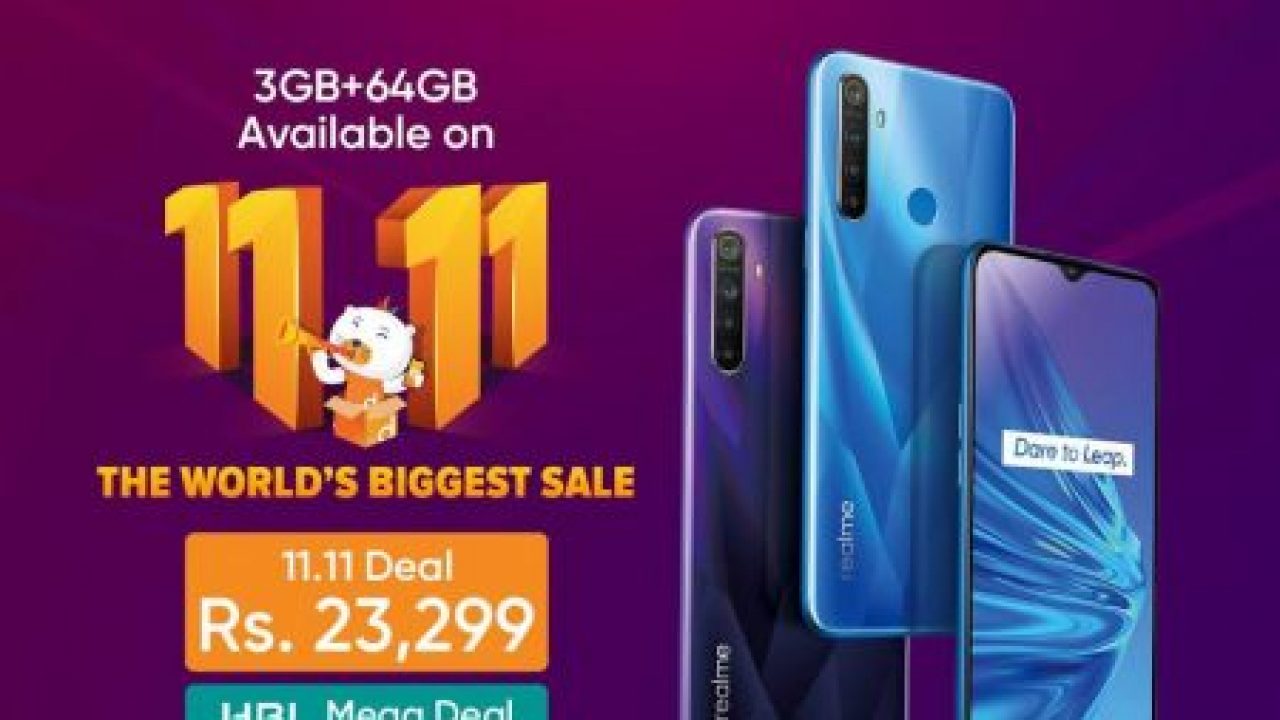 3GB+64GB
Available on
11.11
THE WORLD'S BIGGEST SALE
11.11 Deal
Rs. 23,299
HBL Mega Deal
realme
realme
Dare to Leap.